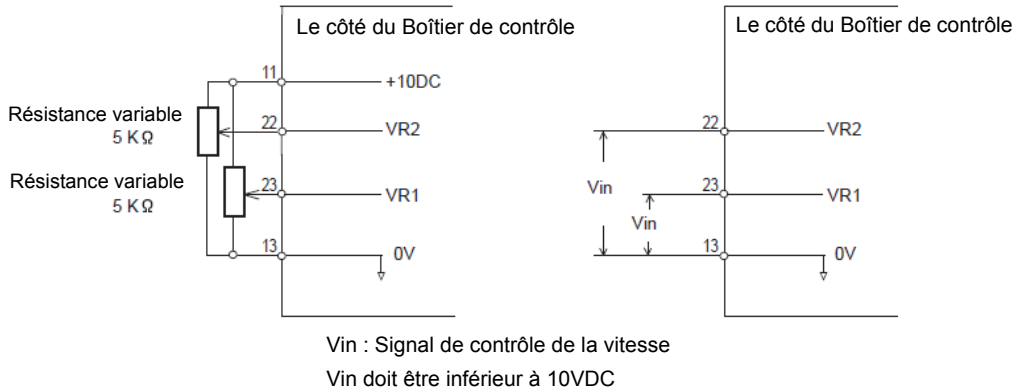 Le côté du Boîtier de contrôle
11
+10DC
Résistance variable
5 KΩ
22
VR2
Résistance variable
5 KΩ
23
VR1
13
0V
Le côté du Boîtier de contrôle
22
VR2
Vin
23
VR1
Vin
13
0V
Vin : Signal de contrôle de la vitesse
Vin doit être inférieur à 10VDC